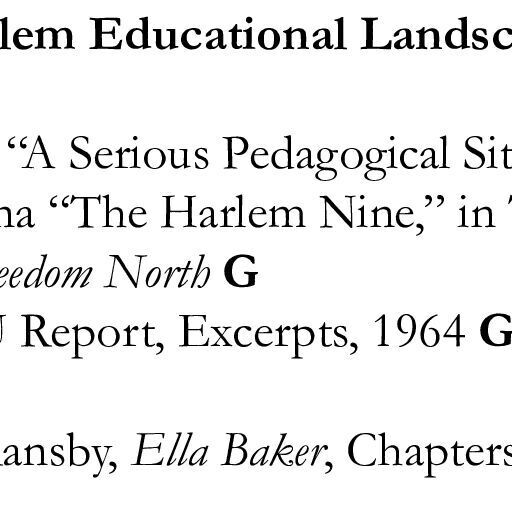 lem Educational Landsc
“A Serious Pedagogical Sit
na “The Harlem Nine,” in
eedom North G
Report, Excerpts, 1964 G
ansby, Ella Baker, Chapters